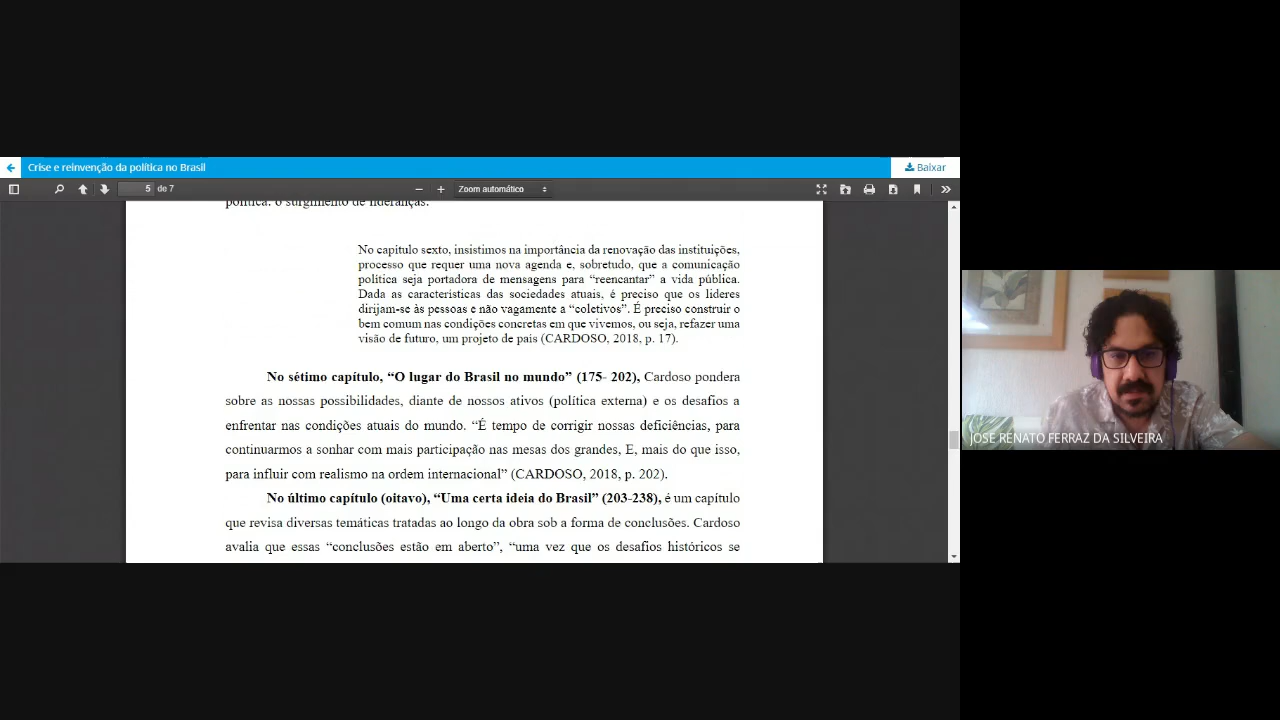 Crise e reinvenção da política no Brasil
Baixar
5 de 7
Zoom automático
política: o surgimento de lideranças.
No capítulo sexto, insistimos na importância da renovação das instituições,
processo que requer uma nova agenda e, sobretudo, que a comunicação
política seja portadora de mensagens para “reencantar” a vida pública.
Dada as características das sociedades atuais, é preciso que os líderes
dirijam-se às pessoas e não vagamente a “coletivos”. É preciso construir o
bem comum nas condições concretas em que vivemos, ou seja, refazer uma
visão de futuro, um projeto de país (CARDOSO, 2018, p. 17).
No sétimo capítulo, “O lugar do Brasil no mundo” (175- 202), Cardoso pondera
sobre as nossas possibilidades, diante de nossos ativos (política externa) e os desafios a
enfrentar nas condições atuais do mundo. “É tempo de corrigir nossas deficiências, para
continuarmos a sonhar com mais participação nas mesas dos grandes, E, mais do que isso,
para influir com realismo na ordem internacional” (CARDOSO, 2018, p. 202).
No último capítulo (oitavo), “Uma certa ideia do Brasil” (203-238), é um capítulo
que revisa diversas temáticas tratadas ao longo da obra sob a forma de conclusões. Cardoso
avalia que essas “conclusões estão em aberto”, “uma vez que os desafios históricos se
JOSE RENATO FERRAZ DA SILVEIRA